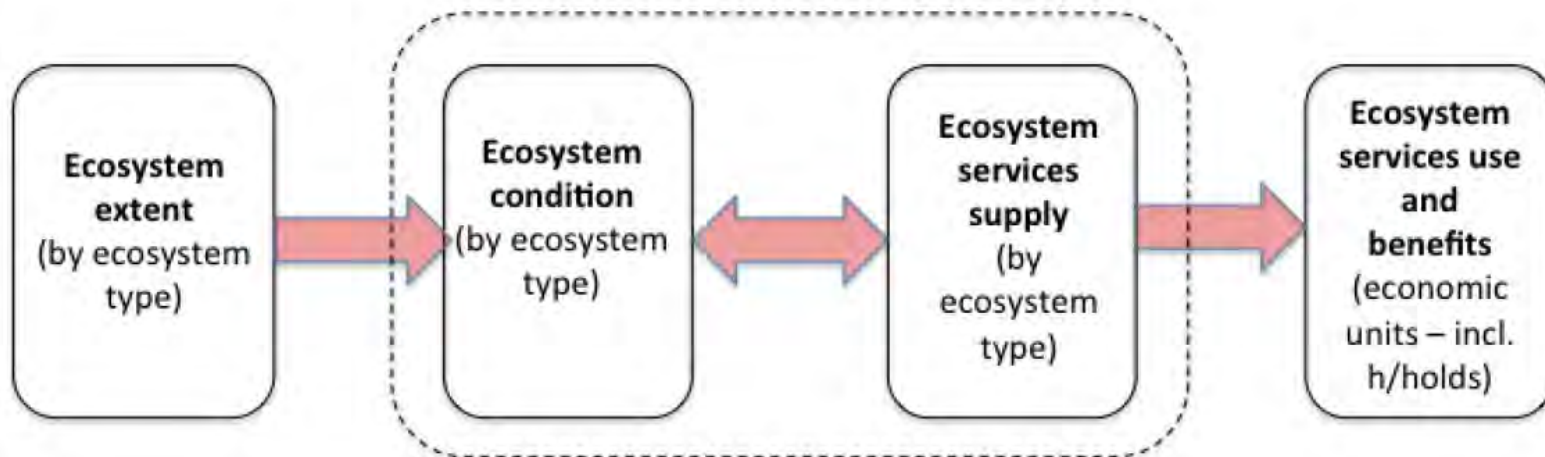 Ecosystem
extent
(by ecosystem
type)
Ecosystem
condition
(by ecosystem
type)
Ecosystem
services
supply
(by
ecosystem
type)
Ecosystem
services use
and
benefits
(economic
units – incl.
h/holds)